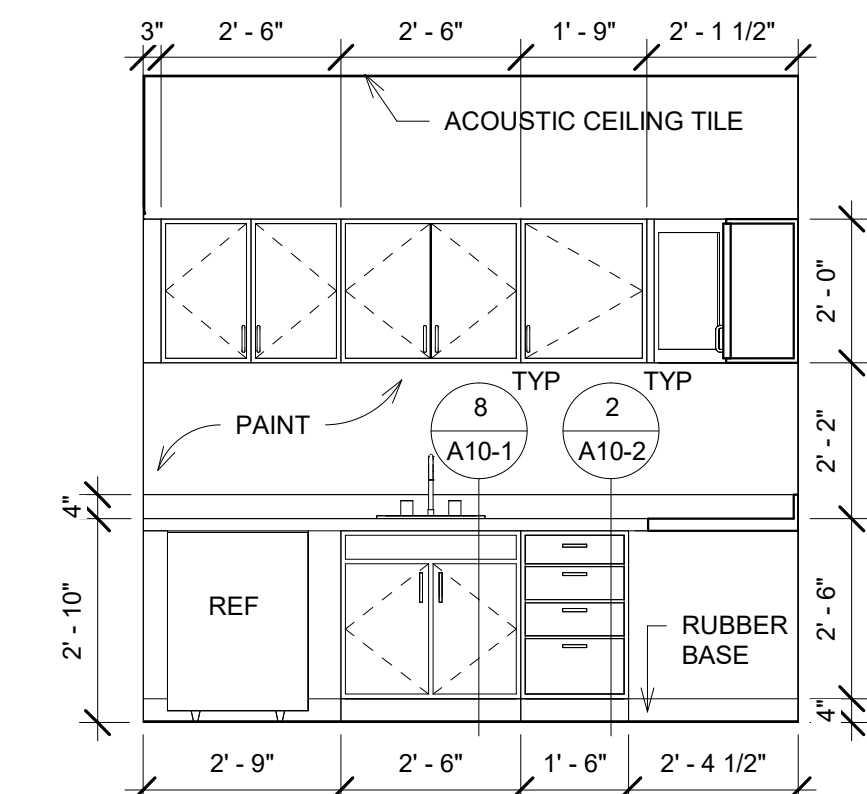 3" 2' - 6" 2' - 6" 1' - 9" 2' - 1 1/2"
ACOUSTIC CEILING TILE
2' - 0"
TYP TYP
8 2
PAINT
A10-1 A10-2
2' - 2"
4"
2' - 10"
REF
2' - 6"
RUBBER
BASE
4"
2' - 9" 2' - 6" 1' - 6" 2' - 4 1/2"